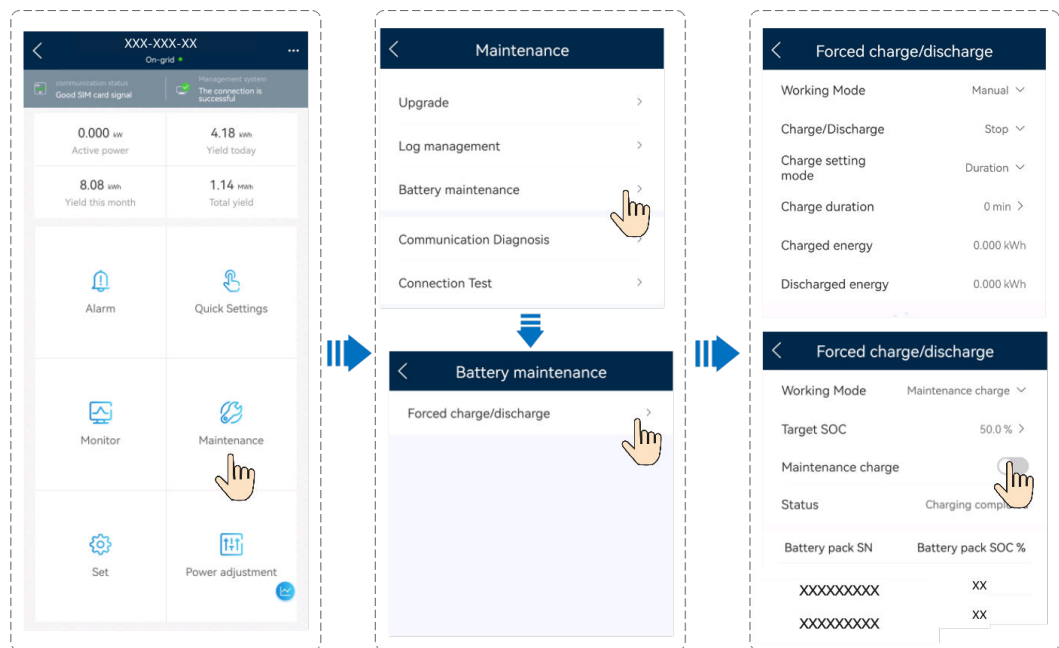 XXX-XXX-XX
On-grid
communication status
Good SIM card signal
Management system
The connection is
successful
0.000 kW
Active power
4.18 kWh
Yield today
8.08 kWh
Yield this month
1.14 MWh
Total yield
Alarm
Quick Settings
Monitor
Maintenance
Set
Power adjustment
Maintenance
Upgrade
Log management
Battery maintenance
Communication Diagnosis
Connection Test
Battery maintenance
Forced charge/discharge
Forced charge/discharge
Working Mode Manual
Charge/Discharge Stop
Charge setting
mode
Duration
Charge duration 0 min
Charged energy 0.000 kWh
Discharged energy 0.000 kWh
Forced charge/discharge
Working Mode Maintenance charge
Target SOC 50.0 %
Maintenance charge
Status Charging
Battery pack SN Battery pack SOC %
XXXXXXXXX XX
XXXXXXXXX XX